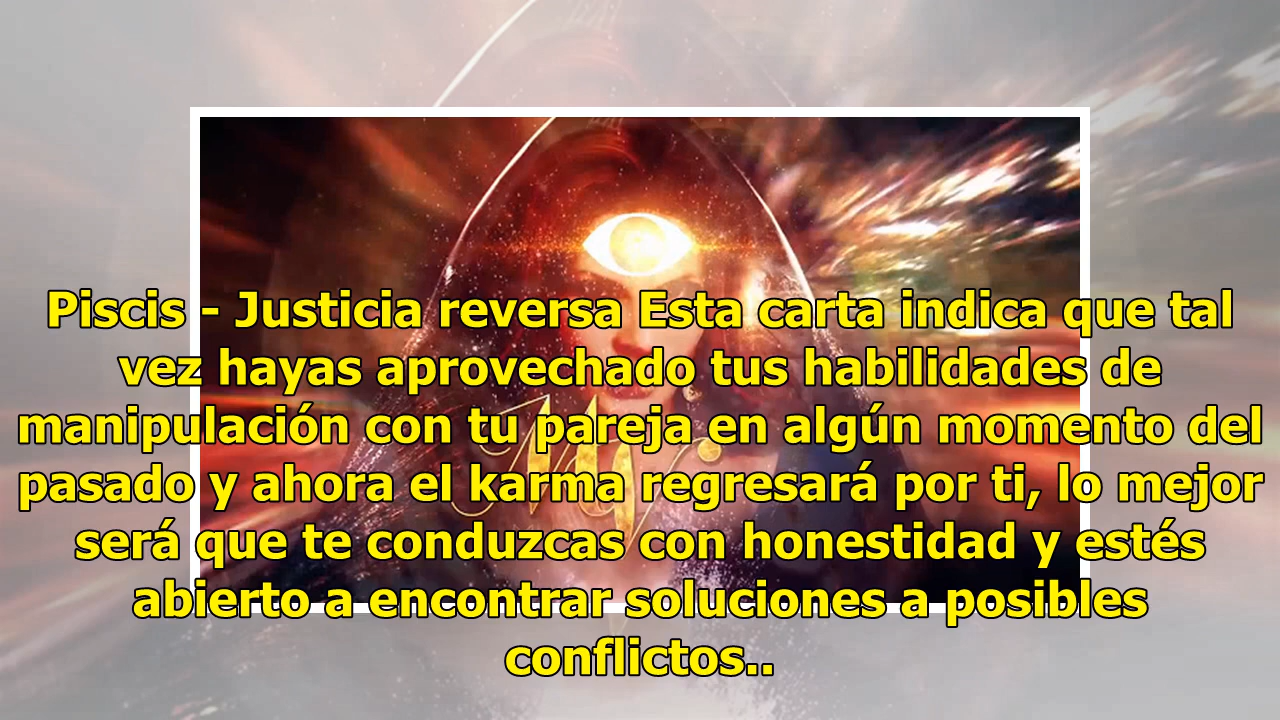 Piscis - Justicia reversa Esta carta indica que tal
vez hayas aprovechado tus habilidades de
manipulación con tu pareja en algún momento del
pasado y ahora el karma regresará por ti, lo mejor
será que te conduzcas con honestidad y estés
abierto a encontrar soluciones a posibles
conflictos..